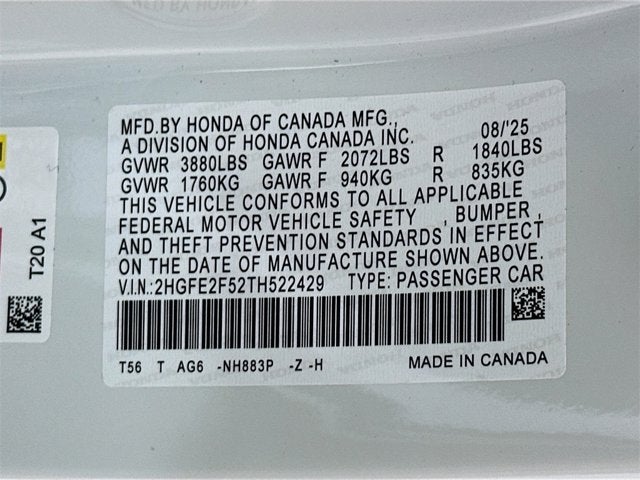 MFD.BY HONDA OF CANADA MFG.,
A DIVISION OF HONDA CANADA INC. 08/'25
GVWR 3880LBS GAWR F 2072LBS R 1840LBS
GVWR 1760KG GAWR F 940KG R 835KG
THIS VEHICLE CONFORMS TO ALL APPLICABLE
FEDERAL MOTOR VEHICLE SAFETY , BUMPER ,
AND THEFT PREVENTION STANDARDS IN EFFECT
ON THE DATE OF MANUFACTURE SHOWN ABOVE.
V.I.N.:2HGFE2F52TH522429 TYPE: PASSENGER CAR
T56 T AG6 -NH883P -Z -H MADE IN CANADA
T20 A1